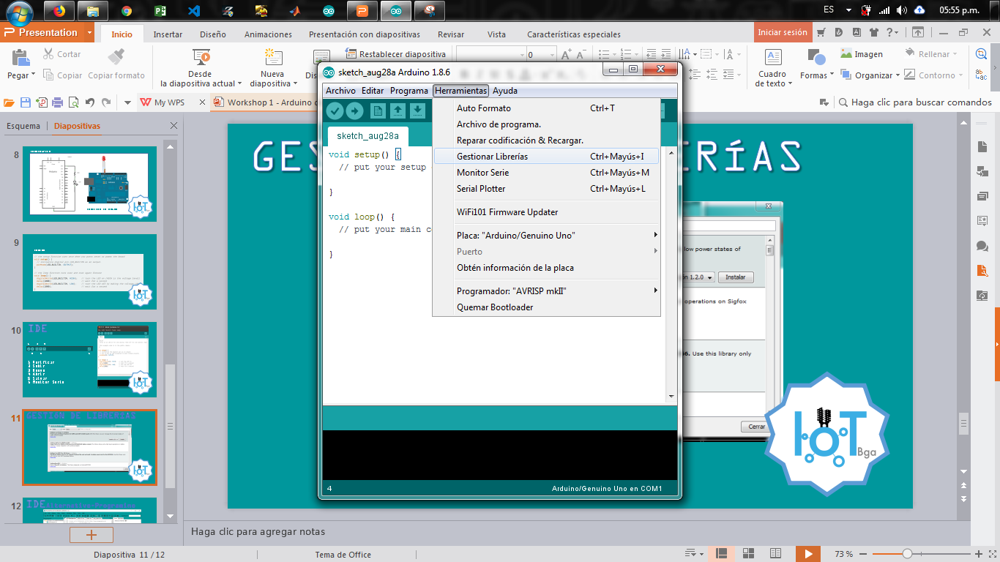 ES
05:55 p.m.
Presentation
Inicio
Insertar
Diseño
Animaciones
Presentación con diapositivas
Revisar
Vista
Características especiales
Iniciar sesión
Pegar
Cortar
Copiar
Copiar formato
Desde
la diapositiva actual
Nueva
diapositiva
Restablecer diapositiva
0
Cuadro
de texto
Formas
Imagen
Organizar
Rellenar
Contorno
My WPS
Workshop 1 - Arduino
Haga clic para buscar comandos
Esquema
Diapositivas
8
9
10
IDE
1 Verificar
2 Subir
3 Nuevo
4 Abrir
5 Salvar
6 Monitor Serie
11
GESTION DE LIBRERIAS
12
IDE
sketch_aug28a Arduino 1.8.6
Archivo Editar Programa Herramientas Ayuda
sketch_aug28a
void setup() {
// put your setup
}
void loop() {
// put your main
}
Auto Formato Ctrl+T
Archivo de programa.
Reparar codificación & Recargar.
Gestionar Librerías Ctrl+Mayús+I
Monitor Serie Ctrl+Mayús+M
Serial Plotter Ctrl+Mayús+L
WiFi101 Firmware Updater
Placa: "Arduino/Genuino Uno"
Puerto
Obtén información de la placa
Programador: "AVRISP mkII"
Quemar Bootloader
4
Arduino/Genuino Uno en COM1
low power states of
1.2.0
Instalar
operations on Sigfox
Use this library only
Cerrar
IoT
Bga
Haga clic para agregar notas
Diapositiva 11 / 12
Tema de Office
73 %